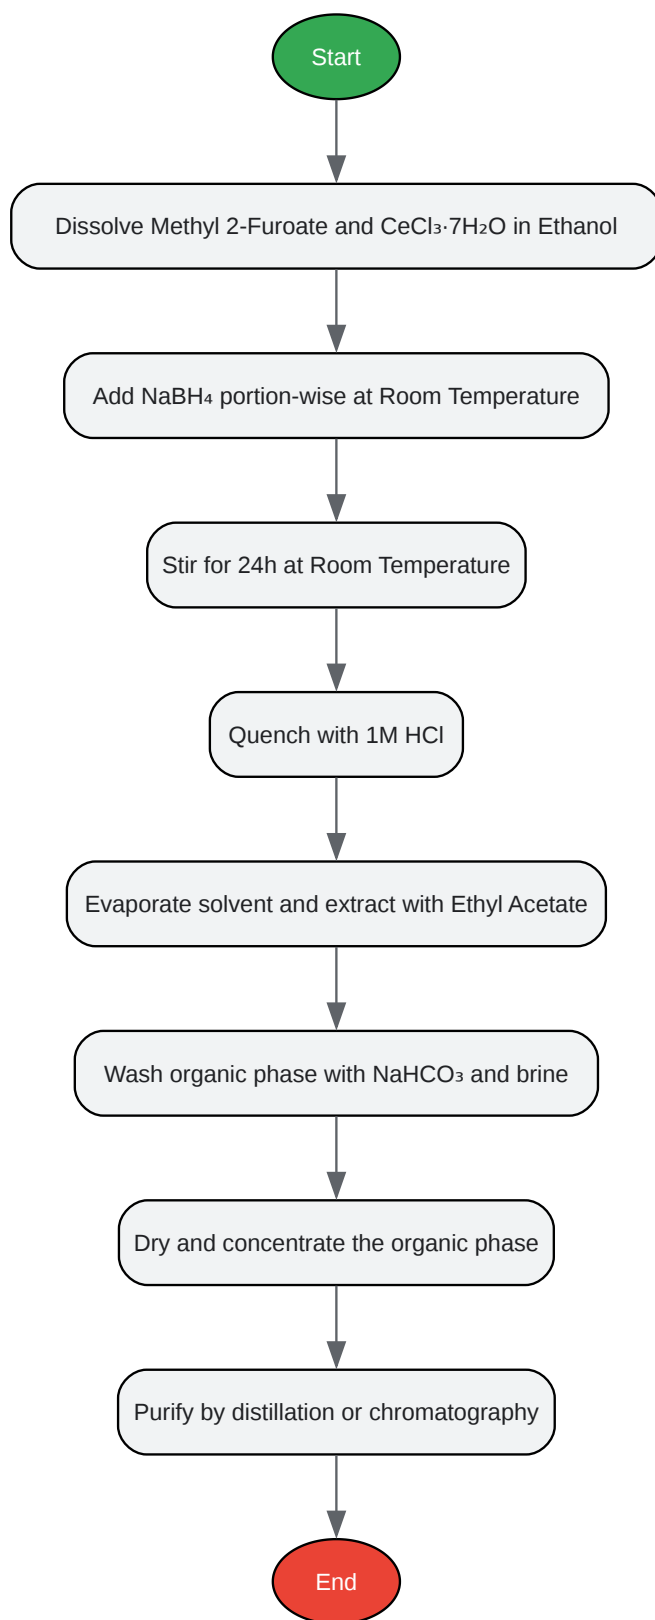 Start
Dissolve Methyl 2-Furoate and CeCl₃·7H₂O in Ethanol
Add NaBH₄ portion-wise at Room Temperature
Stir for 24h at Room Temperature
Quench with 1M HCl
Evaporate solvent and extract with Ethyl Acetate
Wash organic phase with NaHCO₃ and brine
Dry and concentrate the organic phase
Purify by distillation or chromatography
End